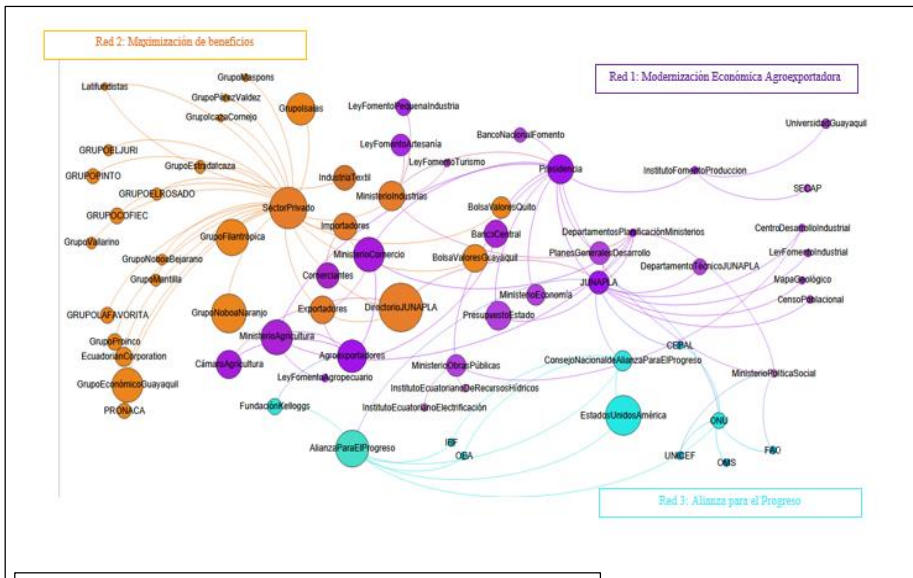 Red 2: Maximización de beneficios
Red 1: Modernización Económica Agroexportadora
GrupoMaspons
Latifundistas
GrupoPérezValdez
GrupoIsaias
LeyFomentoPequenaIndustria
GrupoIcazaCornejo
UniversidadGuayaquil
BancoNacionalFomento
LeyFomentoArtesanía
GRUPOELJURI
LeyFomentoTurismo
GrupoEstradaIcaza
Presidencia
InstitutoFomentoProduccion
GRUPOPINTO
IndustriaTextil
SECAP
GRUPOELROSADO
MinisterioIndustrias
SectorPrivado
BolsaValoresQuito
GRUPOCOFIEC
Importadores
CentroDesarrolloIndustrial
BancoCentral
DepartamentosPlanificaciónMinisterios
GrupoFilantrópica
GrupoVallarino
MinisterioComercio
PlanesGeneralesDesarrollo
LeyFomentoIndustrial
GrupoNoboaBejarano
BolsaValoresGuayaquil
DepartamentoTécnicoJUNAPLA
Comerciantes
GrupoMantilla
JUNAPLA
MapaGeológico
MinisterioEconomía
CensoPoblacional
Exportadores
DirectorioJUNAPLA
GRUPOLAFAVORITA
GrupoNoboaNaranjo
PresupuestoEstado
MinisterioAgricultura
GrupoProinco
CEPAL
EcuadorianCorporation
Agroexportadores
ConsejoNacionaldeAlianzaParaElProgreso
CámaraAgricultura
MinisterioObrasPúblicas
MinisterioPolíticaSocial
LeyFomentoAgropecuario
GrupoEconómicoGuayaquil
InstitutoEcuatorianoDeRecursosHídricos
FundaciónKelloggs
InstitutoEcuatorianoElectrificación
PRONACA
EstadosUnidosAmérica
ONU
AlianzaParaElProgreso
OEA
UNICEF
FAO
OMS
Red 3: Alianza para el Progreso